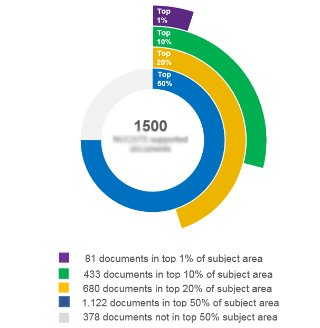 Top
1%
Top
10%
Top
20%
Top
50%
1500
81 documents in top 1% of subject area
433 documents in top 10% of subject area
680 documents in top 20% of subject area
1.122 documents in top 50% of subject area
378 documents not in top 50% subject area